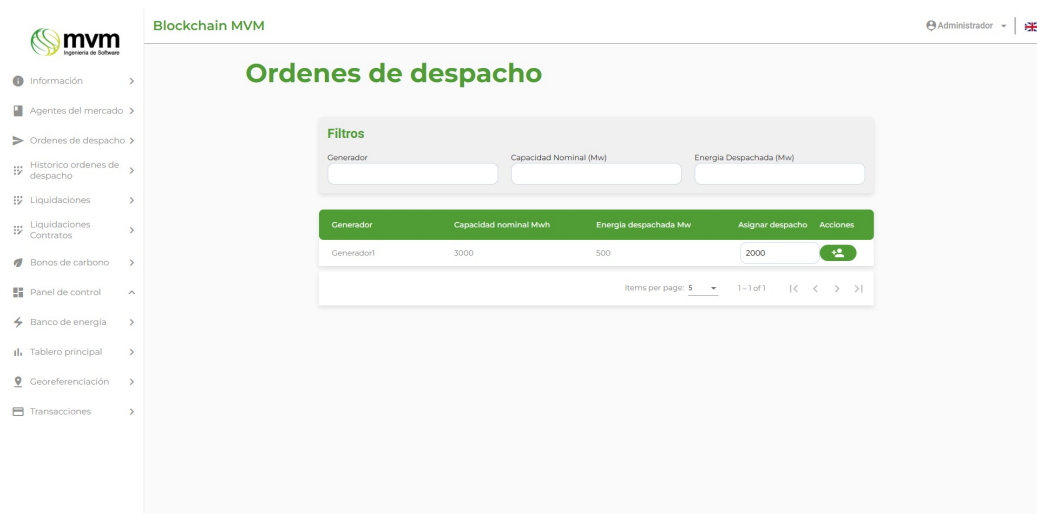 mvm
Ingeniería de Software
Blockchain MVM
Administrador
Información
Agentes del mercado
Ordenes de despacho
Historico ordenes de
despacho
Liquidaciones
Liquidaciones
Contratos
Bonos de carbono
Panel de control
Banco de energía
Tablero principal
Georeferenciación
Transacciones
Ordenes de despacho
Filtros
Generador Capacidad Nominal (Mw) Energia Despachada (Mw)
Generador Capacidad nominal Mwh Energia despachada Mw Asignar despacho Acciones
Generador1 3000 500 2000
Items per page: 5 1 – 1 of 1